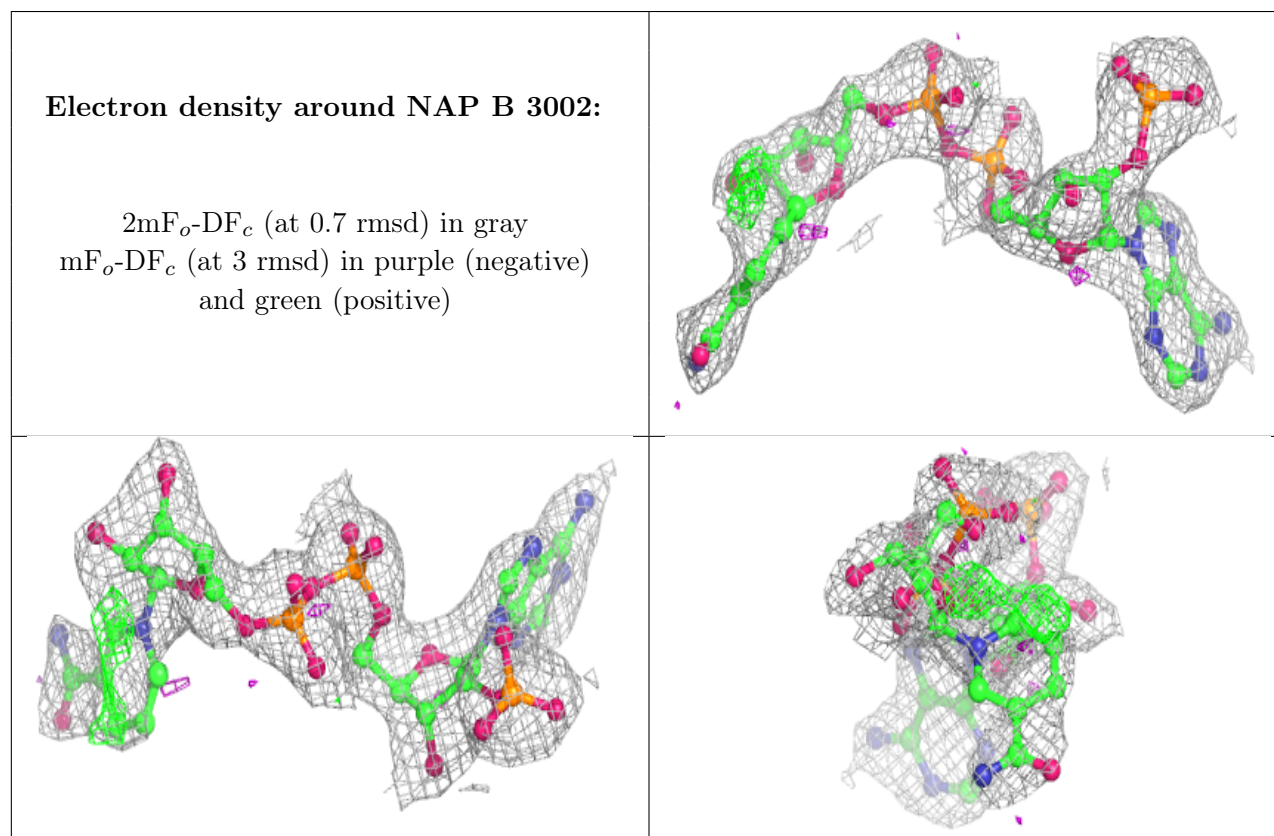 Electron density around NAP B 3002:
2mFo-DFc (at 0.7 rmsd) in gray
mFo-DFc (at 3 rmsd) in purple (negative)
and green (positive)